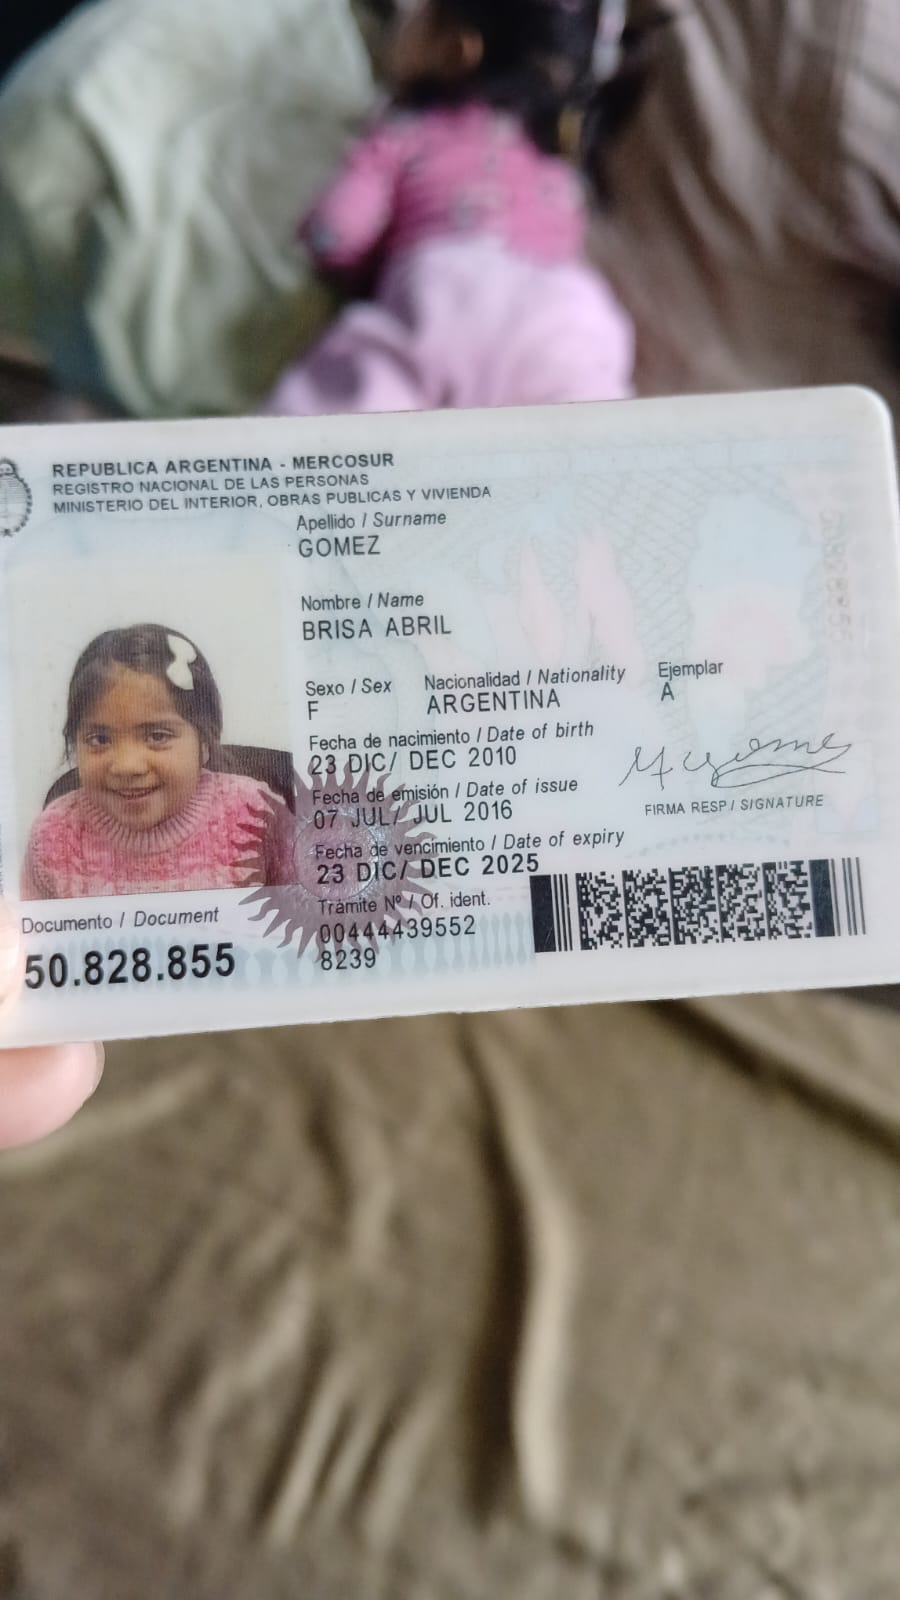 REPUBLICA ARGENTINA - MERCOSUR
REGISTRO NACIONAL DE LAS PERSONAS
MINISTERIO DEL INTERIOR, OBRAS PUBLICAS Y VIVIENDA
Apellido / Surname
GOMEZ
Nombre / Name
BRISA ABRIL
Sexo / Sex Nacionalidad / Nationality Ejemplar
F ARGENTINA A
Fecha de nacimiento / Date of birth
23 DIC/ DEC 2010
Fecha de emisión / Date of issue
07 JUL/ JUL 2016
FIRMA RESP / SIGNATURE
Fecha de vencimiento / Date of expiry
23 DIC/ DEC 2025
Trámite Nº / Of. ident.
00444439552
8239
Documento / Document
50.828.855